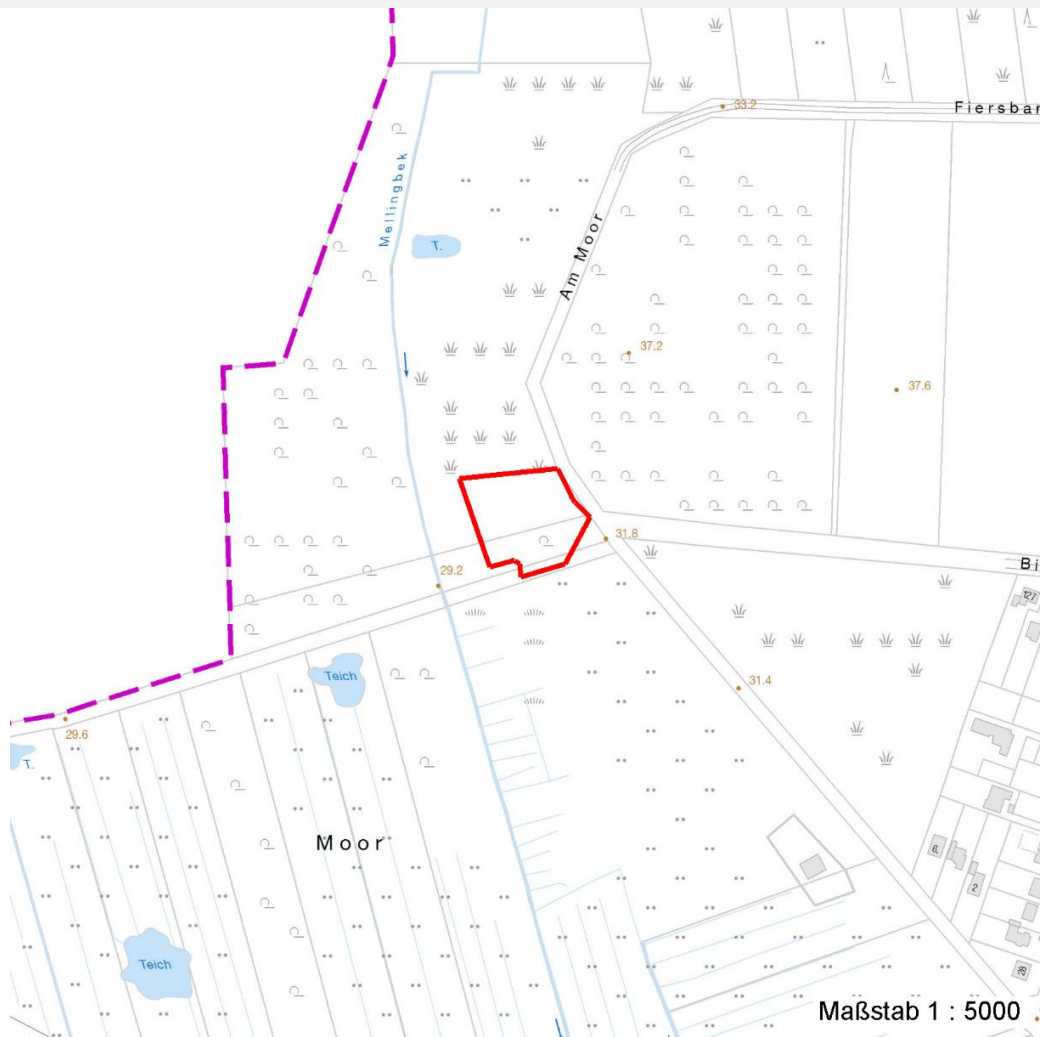 33.2
Fiersbar
Mellingbek
T.
Am Moor
37.2
37.6
31.8
Bi
29.2
127
Teich
31.4
29.6
T.
Moor
6
2
Teich
28
Maßstab 1 : 5000